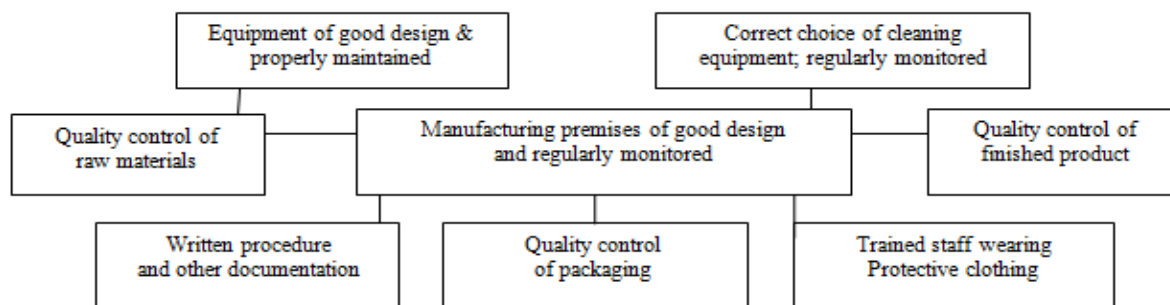 Equipment of good design &
properly maintained
Correct choice of cleaning
equipment; regularly monitored
Quality control of
raw materials
Manufacturing premises of good design
and regularly monitored
Quality control of
finished product
Written procedure
and other documentation
Quality control
of packaging
Trained staff wearing
Protective clothing